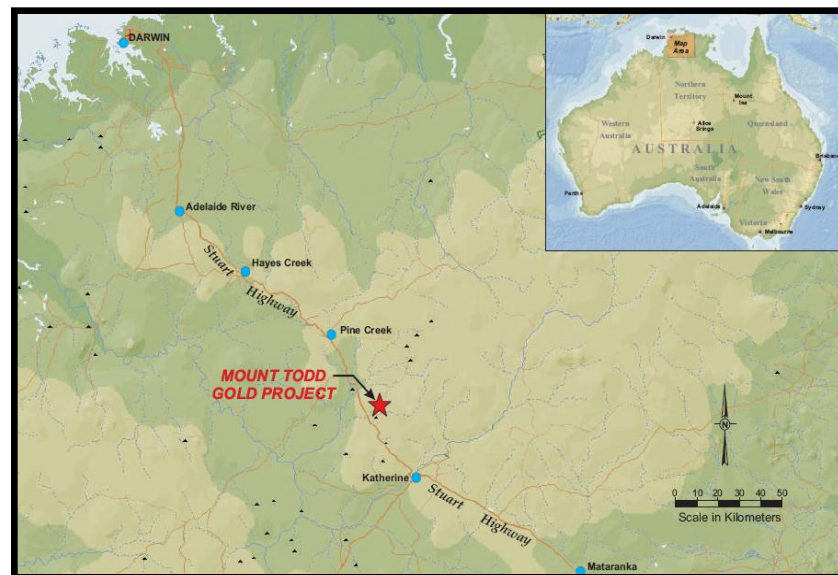 DARWIN
Adelaide River
Hayes Creek
Stuart
Highway
Pine Creek
MOUNT TODD
GOLD PROJECT
Katherine
Stuart
Highway
Mataranka
N
0 10 20 30 40 50
Scale in Kilometers
Darwin
Map
Area
Northern
Territory
Mount
Isa
Western
Australia
Alice
Springs
Queensland
AUSTRALIA
South
Australia
Brisbane
New South
Wales
Perth
Adelaide
Sydney
Victoria
Melbourne